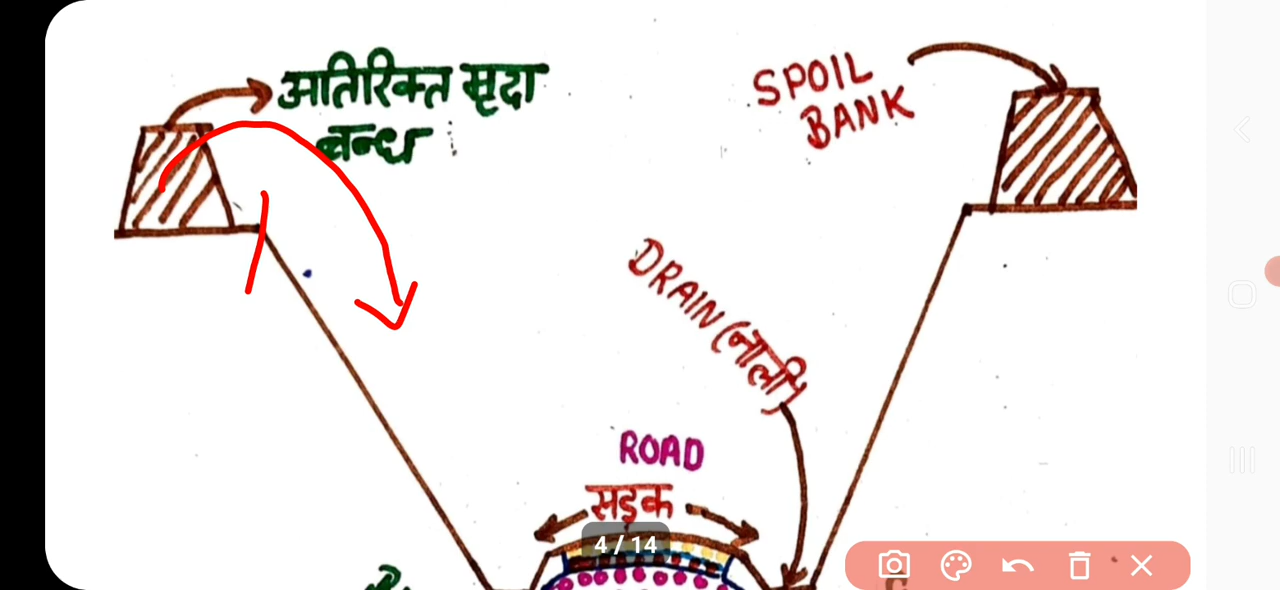 अतिरिक्त मृदा
बन्ध
SPOIL
BANK
DRAIN (नाली)
ROAD
सड़क
4 / 14